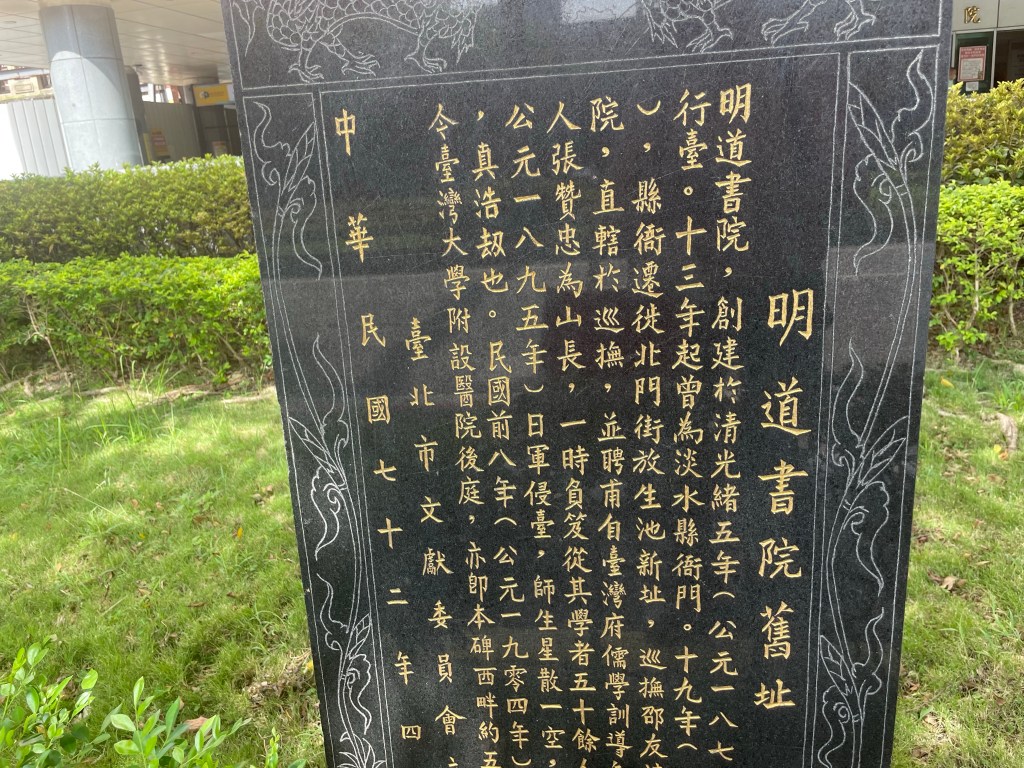 明道書院舊址
明道書院，創建於清光緒五年（公元一八七
行臺。十三年起曾為淡水縣衙門。十九年（
），縣衙遷徙北門街放生池新址，巡撫邵友
院，直轄於巡撫，並聘甫自臺灣府儒學訓導
人張贊忠為山長，一時負笈從其學者五十餘
公元一八九五年）日軍侵臺，師生星散一空，
，真浩劫也。民國前八年（公元一九零四年）
今臺灣大學附設醫院後庭，亦即本碑西畔約五
臺北市文獻委員會
中華民國七十二年四
院